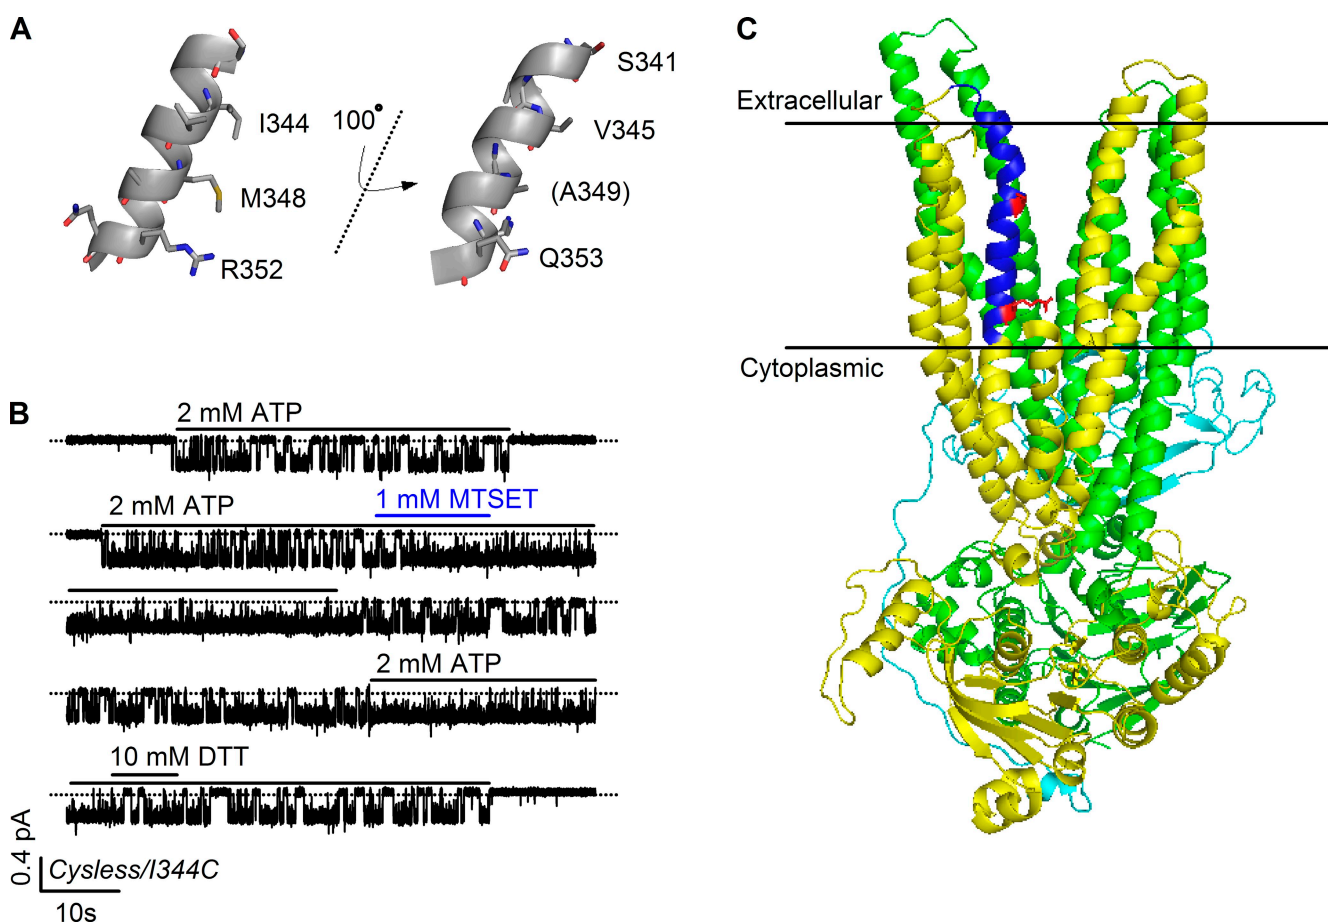 A
I344
M348
R352
100°
S341
V345
(A349)
Q353
B
2 mM ATP
2 mM ATP
1 mM MTSET
2 mM ATP
10 mM DTT
0.4 pA
Cysless/I344C
10s
C
Extracellular
Cytoplasmic